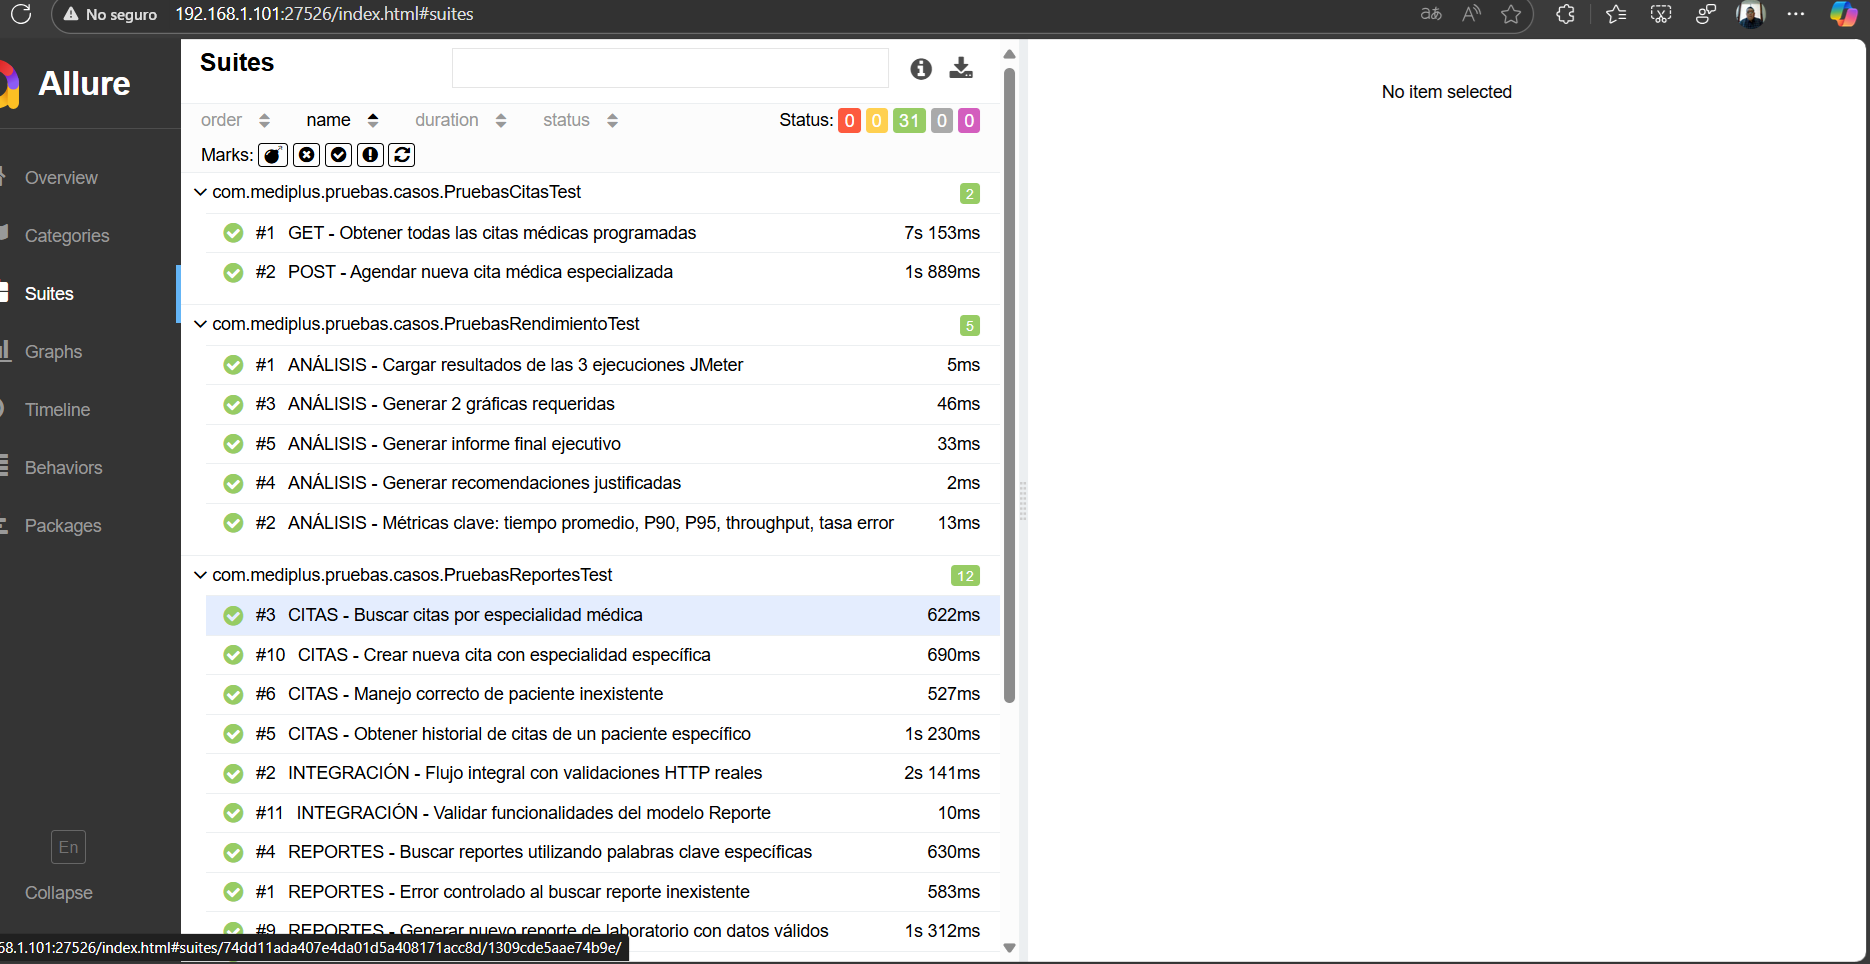 No seguro 192.168.1.101:27526/index.html#suites
Allure
Overview
Categories
Suites
Graphs
Timeline
Behaviors
Packages
En
Collapse
Suites
order name duration status Status: 0 0 31 0 0
Marks:
com.mediplus.pruebas.casos.PruebasCitasTest 2
#1 GET - Obtener todas las citas médicas programadas 7s 153ms
#2 POST - Agendar nueva cita médica especializada 1s 889ms
com.mediplus.pruebas.casos.PruebasRendimientoTest 5
#1 ANÁLISIS - Cargar resultados de las 3 ejecuciones JMeter 5ms
#3 ANÁLISIS - Generar 2 gráficas requeridas 46ms
#5 ANÁLISIS - Generar informe final ejecutivo 33ms
#4 ANÁLISIS - Generar recomendaciones justificadas 2ms
#2 ANÁLISIS - Métricas clave: tiempo promedio, P90, P95, throughput, tasa error 13ms
com.mediplus.pruebas.casos.PruebasReportesTest 12
#3 CITAS - Buscar citas por especialidad médica 622ms
#10 CITAS - Crear nueva cita con especialidad específica 690ms
#6 CITAS - Manejo correcto de paciente inexistente 527ms
#5 CITAS - Obtener historial de citas de un paciente específico 1s 230ms
#2 INTEGRACIÓN - Flujo integral con validaciones HTTP reales 2s 141ms
#11 INTEGRACIÓN - Validar funcionalidades del modelo Reporte 10ms
#4 REPORTES - Buscar reportes utilizando palabras clave específicas 630ms
#1 REPORTES - Error controlado al buscar reporte inexistente 583ms
#9 REPORTES - Generar nuevo reporte de laboratorio con datos válidos 1s 312ms
68.1.101:27526/index.html#suites/74dd11ada407e4da01d5a408171acc8d/1309cde5aae74b9e/
No item selected